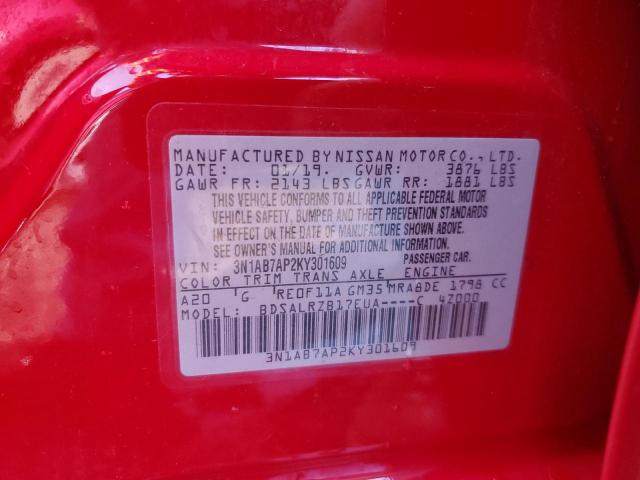 MANUFACTURED BY NISSAN MOTOR CO., LTD.
DATE: 01/19. GVWR: 3876 LBS
GAWR FR: 2143 LBS GAWR RR: 1881 LBS
THIS VEHICLE CONFORMS TO ALL APPLICABLE FEDERAL MOTOR
VEHICLE SAFETY, BUMPER AND THEFT PREVENTION STANDARDS
IN EFFECT ON THE DATE OF MANUFACTURE SHOWN ABOVE.
SEE OWNER'S MANUAL FOR ADDITIONAL INFORMATION.
VIN: 3N1AB7AP2KY301609 PASSENGER CAR.
COLOR TRIM TRANS AXLE ENGINE
A20 G RE0F11A GM35 MRA8DE 1798 CC
MODEL: BDSALRZB17EUA----C 4Z000
3N1AB7AP2KY301609